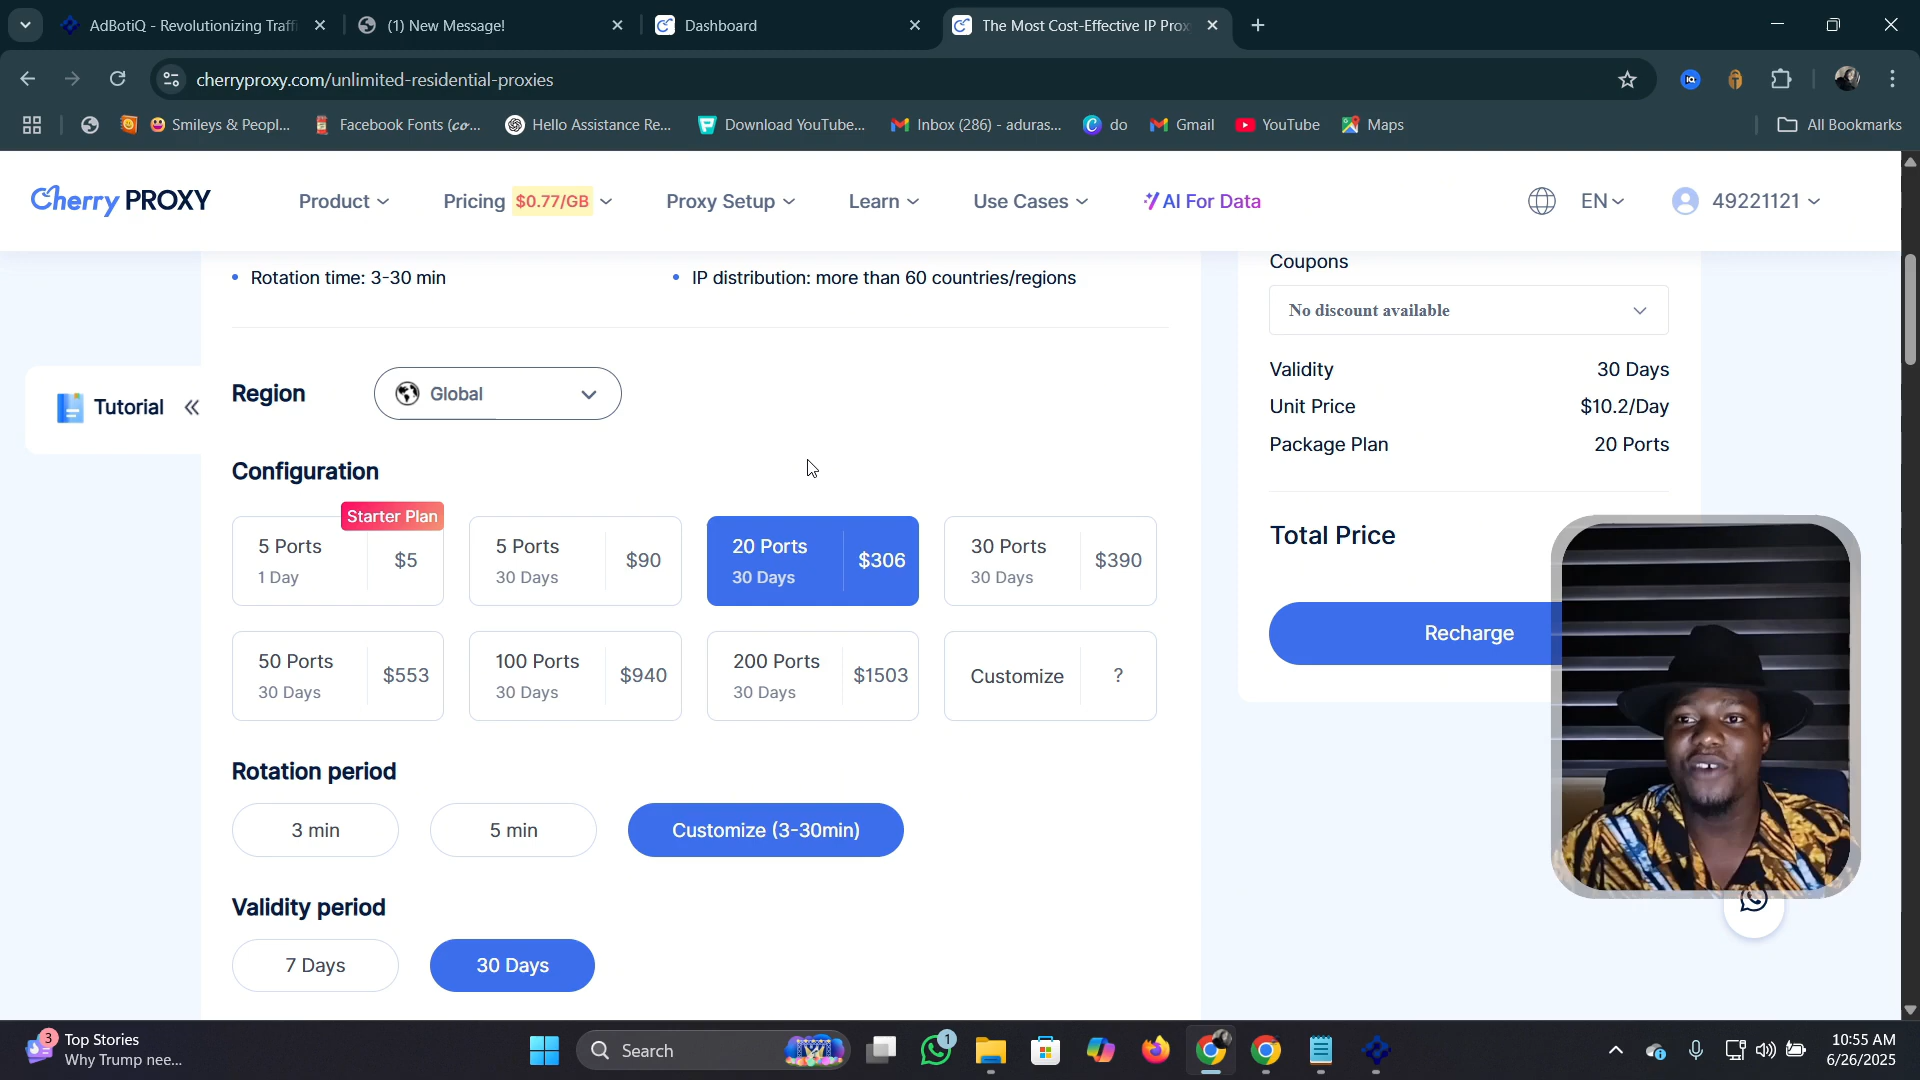 AdBotiQ - Revolutionizing Traffi
(1) New Message!
Dashboard
The Most Cost-Effective IP Prox
cherryproxy.com/unlimited-residential-proxies
Smileys & Peopl...
Facebook Fonts (co...
Hello Assistance Re...
Download YouTube...
Inbox (286) - aduras...
do
Gmail
YouTube
Maps
All Bookmarks
Cherry PROXY
Product
Pricing $0.77/GB
Proxy Setup
Learn
Use Cases
AI For Data
EN
49221121
• Rotation time: 3-30 min
• IP distribution: more than 60 countries/regions
Tutorial
Region
Global
Configuration
Starter Plan
5 Ports
1 Day
$5
5 Ports
30 Days
$90
20 Ports
30 Days
$306
30 Ports
30 Days
$390
50 Ports
30 Days
$553
100 Ports
30 Days
$940
200 Ports
30 Days
$1503
Customize
?
Rotation period
3 min
5 min
Customize (3-30min)
Validity period
7 Days
30 Days
Coupons
No discount available
Validity 30 Days
Unit Price $10.2/Day
Package Plan 20 Ports
Total Price
Recharge
3
Top Stories
Why Trump nee...
Search
1
10:55 AM
6/26/2025